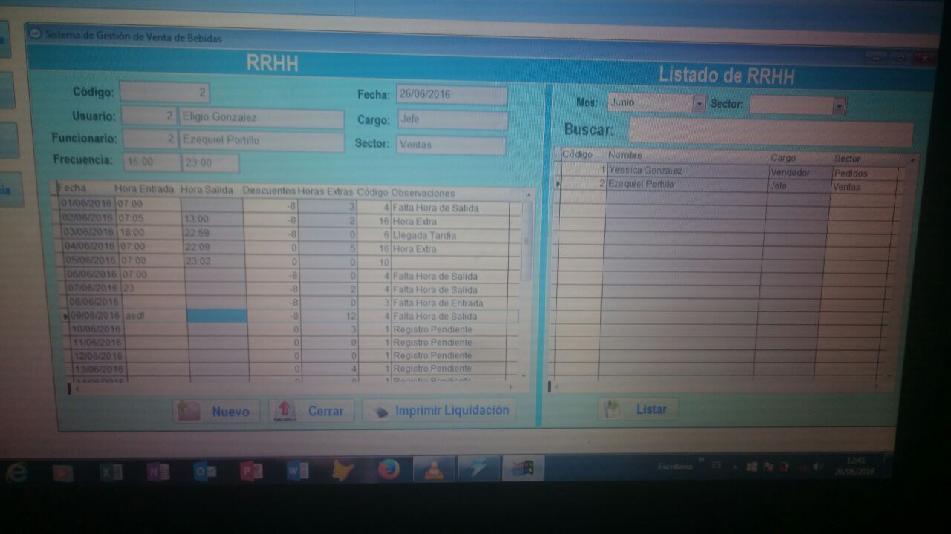 Sistema de Gestión de Venta de Bebidas
RRHH
Código: 2
Fecha: 26/06/2016
Usuario: 2 Eligio Gonzalez
Cargo: Jefe
Funcionario: 2 Ezequiel Portillo
Sector: Ventas
Frecuencia: 15:00 23:00
Fecha Hora Entrada Hora Salida Descuentos Horas Extras Código Observaciones
01/06/2016 07:00 -8 3 4 Falta Hora de Salida
02/06/2016 07:05 13:00 -8 2 16 Hora Extra
03/06/2016 18:00 22:59 -8 0 6 Llegada Tardia
04/06/2016 07:00 22:09 0 5 16 Hora Extra
05/06/2016 07:00 23:02 0 0 10
06/06/2016 07:00 -8 0 4 Falta Hora de Salida
07/06/2016 23 -8 2 4 Falta Hora de Salida
08/06/2016 -8 0 3 Falta Hora de Entrada
09/06/2016 asdf -8 12 4 Falta Hora de Salida
10/06/2016 0 3 1 Registro Pendiente
11/06/2016 0 0 1 Registro Pendiente
12/06/2016 0 0 1 Registro Pendiente
13/06/2016 0 4 1 Registro Pendiente
Nuevo Cerrar Imprimir Liquidación
Listado de RRHH
Mes: Junio Sector:
Buscar:
Código Nombre Cargo Sector
1 Yessica Gonzalez Vendedor Pedidos
2 Ezequiel Portillo Jefe Ventas
Listar
Escritorio
12:41
26/06/2016